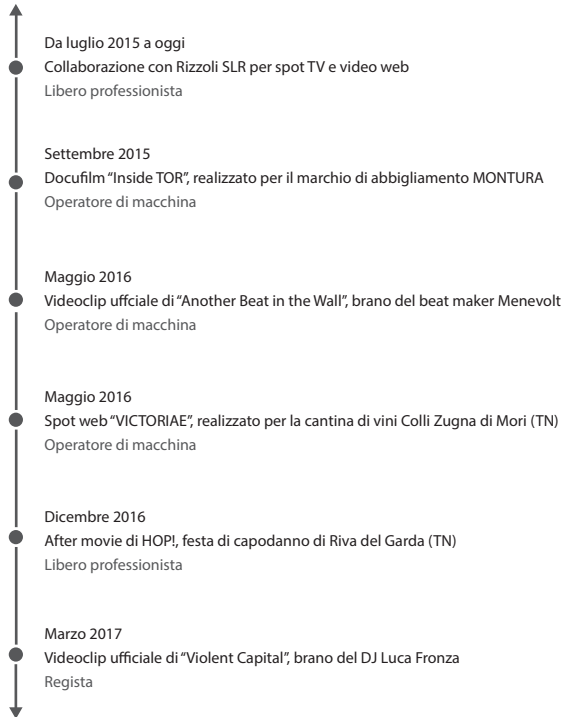 Da luglio 2015 a oggi
Collaborazione con Rizzoli SLR per spot TV e video web
Libero professionista
Settembre 2015
Docufilm “Inside TOR”, realizzato per il marchio di abbigliamento MONTURA
Operatore di macchina
Maggio 2016
Videoclip uffciale di “Another Beat in the Wall”, brano del beat maker Menevolt
Operatore di macchina
Maggio 2016
Spot web “VICTORIAE”, realizzato per la cantina di vini Colli Zugna di Mori (TN)
Operatore di macchina
Dicembre 2016
After movie di HOP!, festa di capodanno di Riva del Garda (TN)
Libero professionista
Marzo 2017
Videoclip ufficiale di “Violent Capital”, brano del DJ Luca Fronza
Regista